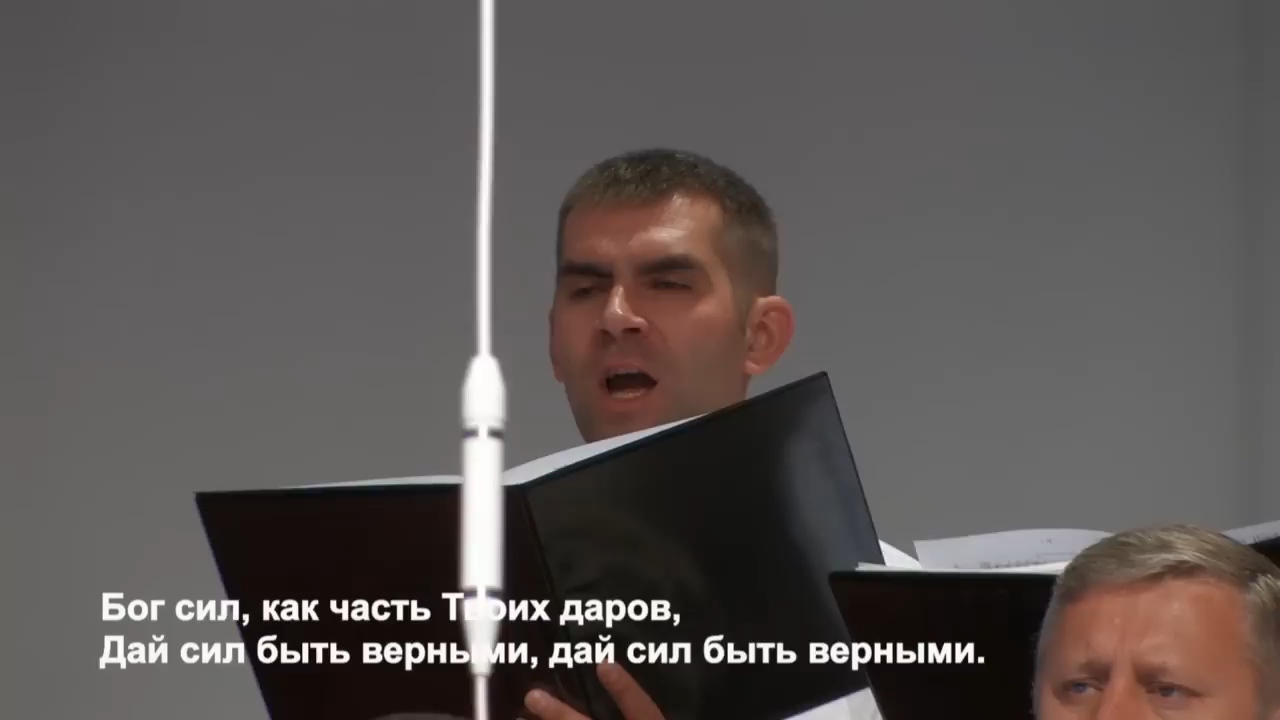 Бог сил, как часть Твоих даров,
Дай сил быть верными, дай сил быть верными.